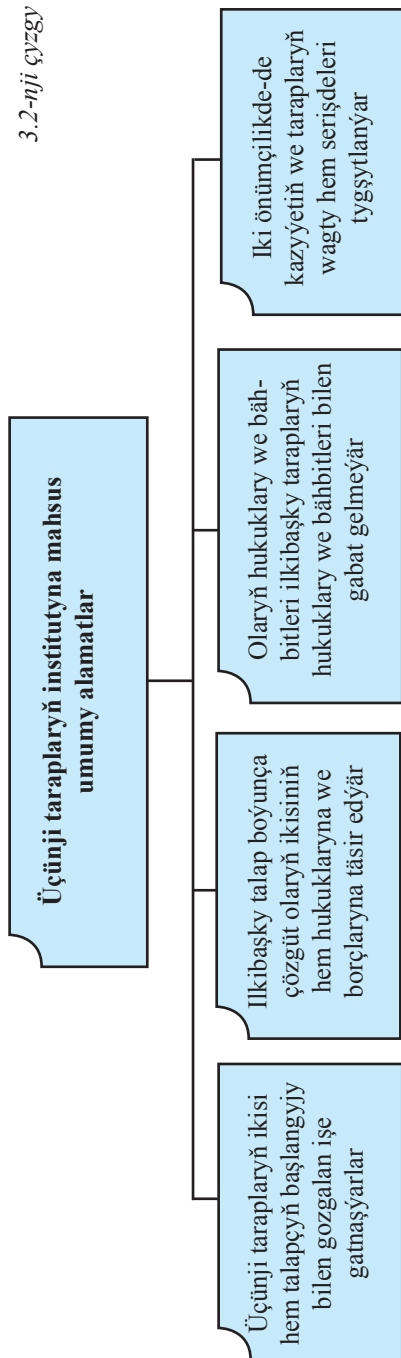 3.2-nji çyzgy
Üçünji taraplaryň institutyna mahsus
umumy alamatlar
Üçünji taraplaryň ikisi
hem talapçyň başlangyjy
bilen gozgalan işe
gatnaşýarlar
Ilkibaşky talap boýunça
çözgüt olaryň ikisiniň
hem hukuklaryna we
borçlaryna täsir edýär
Olaryň hukuklary we bäh-
bitleri ilkibaşky taraplaryň
hukuklary we bähbitleri bilen
gabat gelmeýär
Iki önümçilikde-de
kazyýetiň we taraplaryň
wagty hem serişdeleri
tygşytlanýar